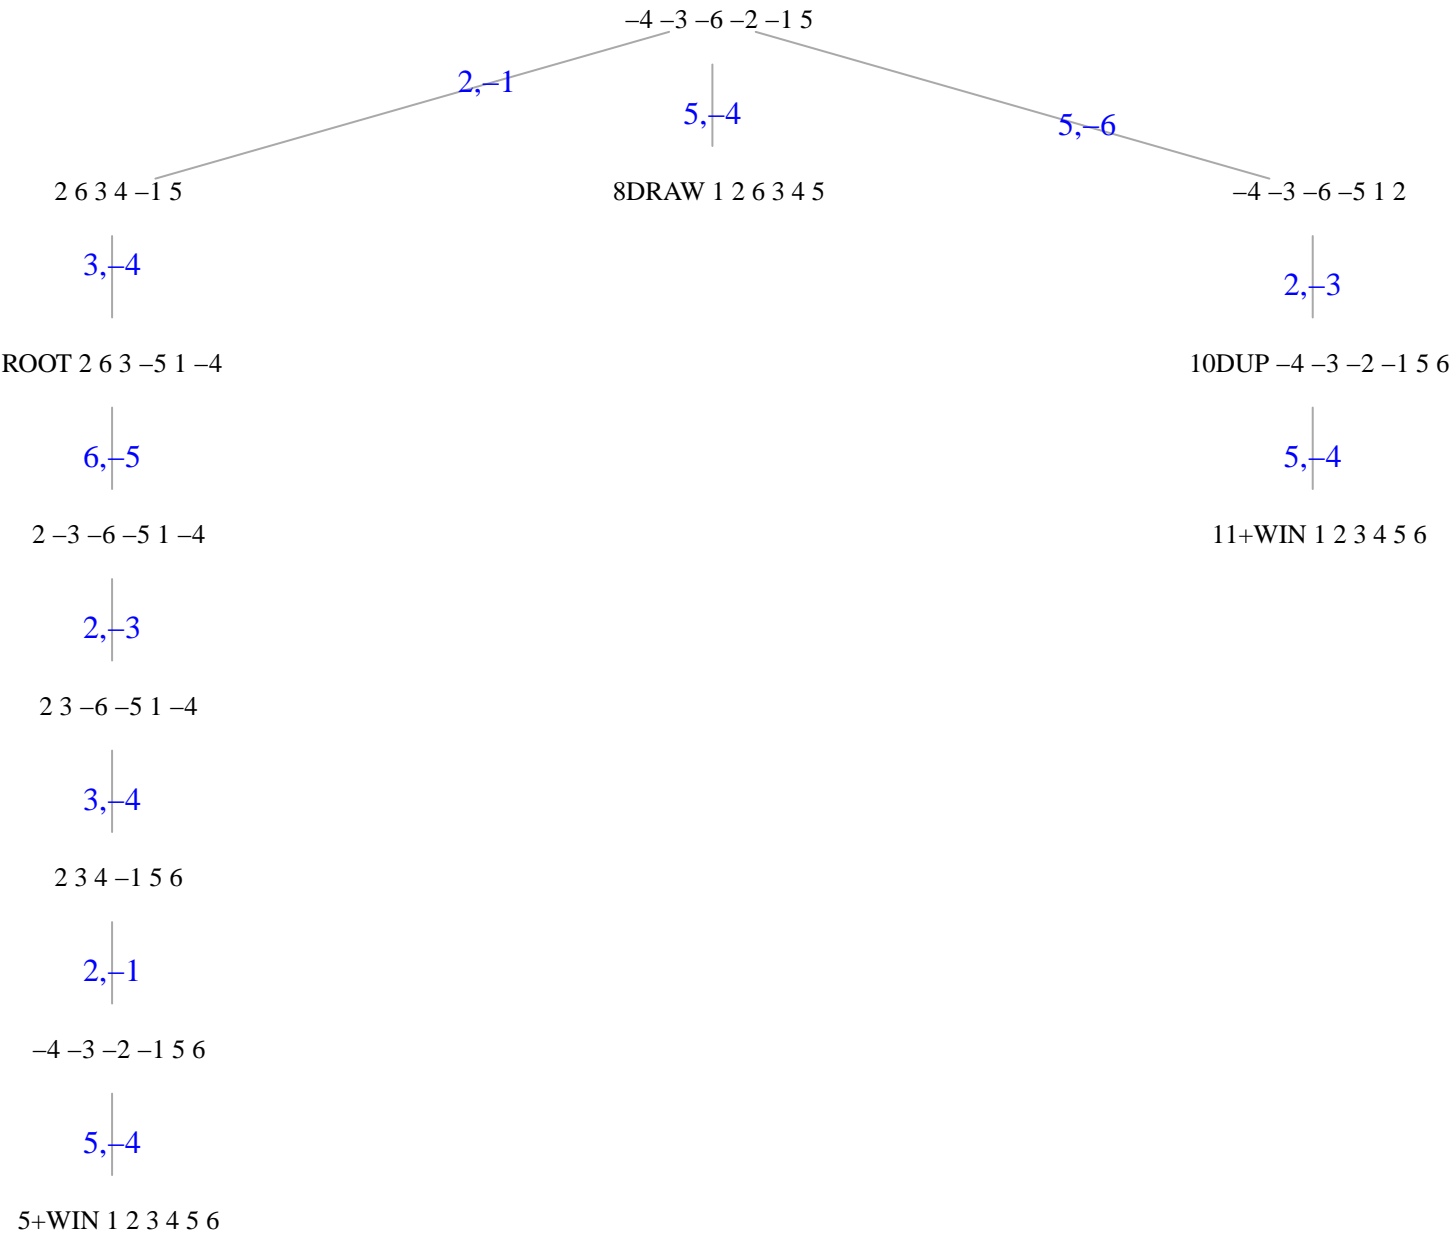 –4 –3 –6 –2 –1 5
2,–1
5,–4
5,–6
2 6 3 4 –1 5
8DRAW 1 2 6 3 4 5
–4 –3 –6 –5 1 2
3,–4
2,–3
ROOT 2 6 3 –5 1 –4
10DUP –4 –3 –2 –1 5 6
6,–5
5,–4
2 –3 –6 –5 1 –4
11+WIN 1 2 3 4 5 6
2,–3
2 3 –6 –5 1 –4
3,–4
2 3 4 –1 5 6
2,–1
–4 –3 –2 –1 5 6
5,–4
5+WIN 1 2 3 4 5 6